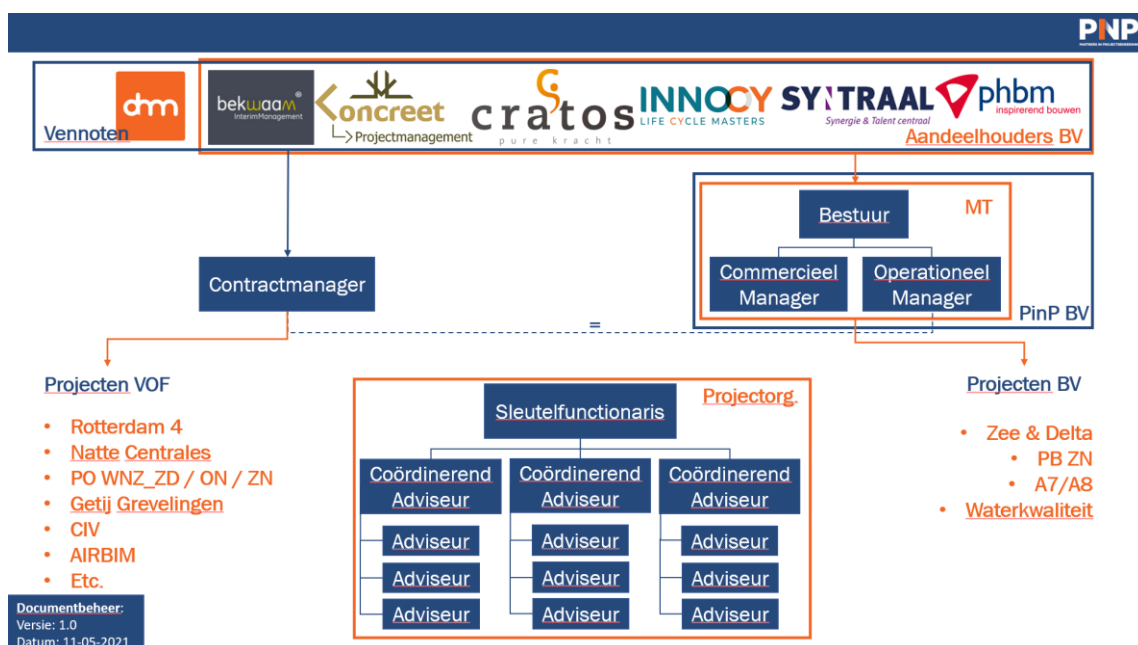 PNP
PARTNERS IN PROJECTBEHEERSING
dhm
bekwaam®
InterimManagement
Koncreet
Projectmanagement
cratos
pure kracht
INNOCY
LIFE CYCLE MASTERS
SYNTRAAL
Synergie & Talent centraal
phbm
inspirerend bouwen
Vennoten
Aandeelhouders BV
MT
Bestuur
Commercieel
Manager
Operationeel
Manager
PinP BV
Contractmanager
=
Projecten VOF
• Rotterdam 4
• Natte Centrales
• PO WNZ_ZD / ON / ZN
• Getij Grevelingen
• CIV
• AIRBIM
• Etc.
Projectorg.
Sleutelfunctionaris
Coördinerend
Adviseur
Adviseur
Adviseur
Adviseur
Coördinerend
Adviseur
Adviseur
Adviseur
Adviseur
Coördinerend
Adviseur
Adviseur
Adviseur
Adviseur
Projecten BV
• Zee & Delta
• PB ZN
• A7/A8
• Waterkwaliteit
Documentbeheer:
Versie: 1.0
Datum: 11-05-2021